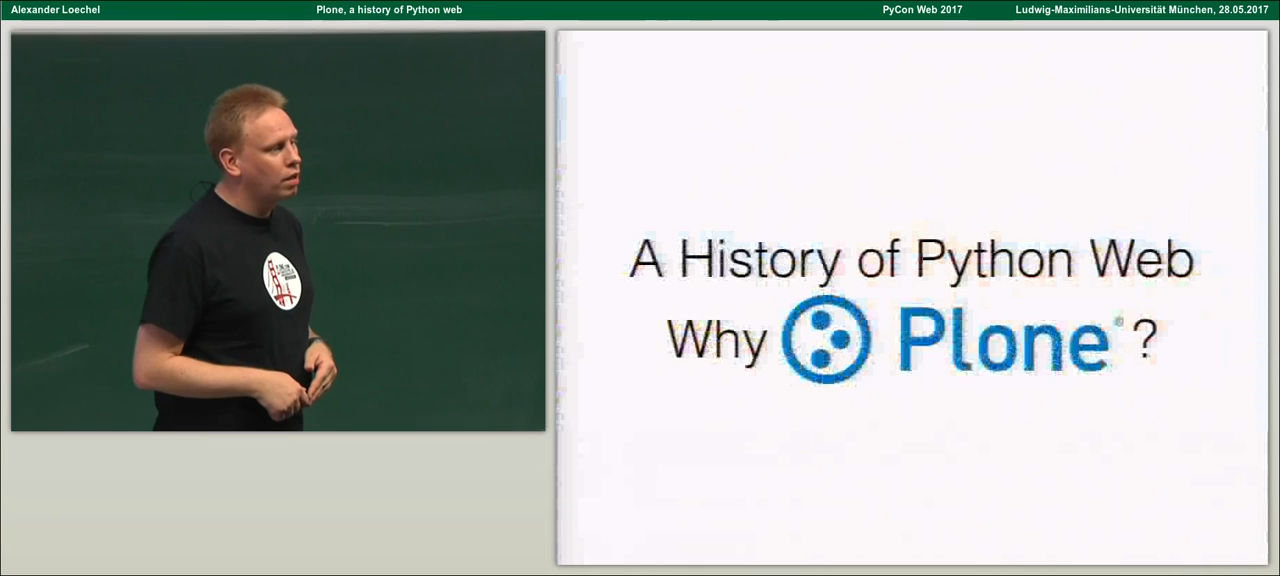 Alexander Loechel Plone, a history of Python web PyCon Web 2017 Ludwig-Maximilians-Universität München, 28.05.2017
A History of Python Web
Why Plone® ?